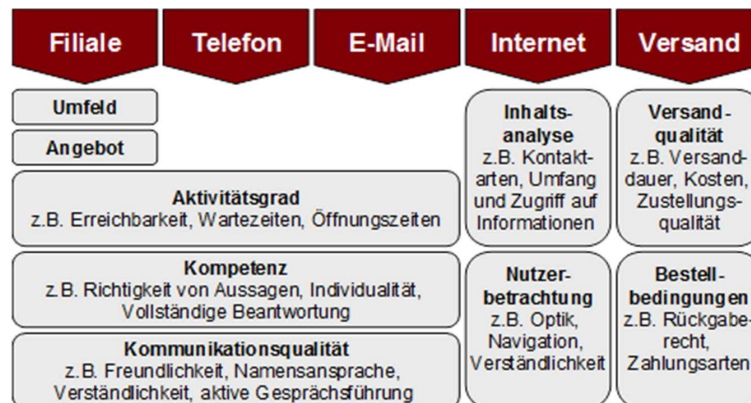 Filiale
Telefon
E-Mail
Internet
Versand
Umfeld
Angebot
Aktivitätsgrad
z.B. Erreichbarkeit, Wartezeiten, Öffnungszeiten
Kompetenz
z.B. Richtigkeit von Aussagen, Individualität,
Vollständige Beantwortung
Kommunikationsqualität
z.B. Freundlichkeit, Namensansprache,
Verständlichkeit, aktive Gesprächsführung
Inhalts-
analyse
z.B. Kontakt-
arten, Umfang
und Zugriff auf
Informationen
Nutzer-
betrachtung
z.B. Optik,
Navigation,
Verständlichkeit
Versand-
qualität
z.B. Versand-
dauer, Kosten,
Zustellungs-
qualität
Bestell-
bedingungen
z.B. Rückgabe-
recht,
Zahlungsarten